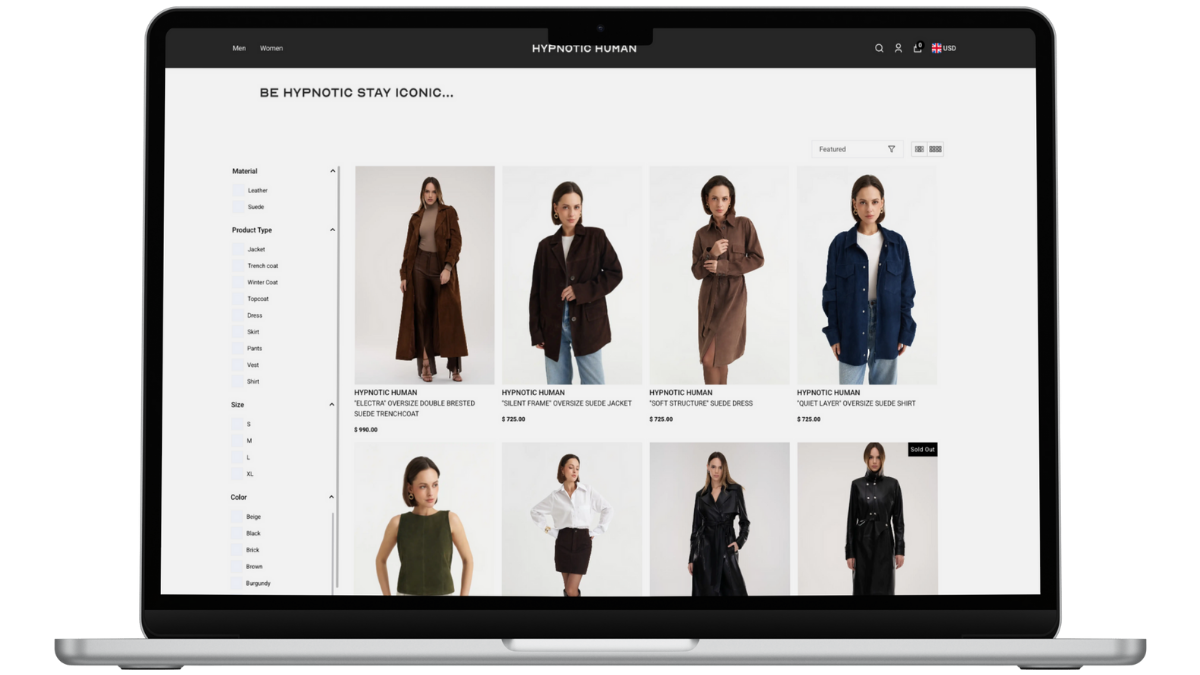 Men
Women
HYPNOTIC HUMAN
0
USD
BE HYPNOTIC STAY ICONIC...
Featured
Material
Leather
Suede
Product Type
Jacket
Trench coat
Winter Coat
Topcoat
Dress
Skirt
Pants
Vest
Shirt
Size
S
M
L
XL
Color
Beige
Black
Brick
Brown
Burgundy
HYPNOTIC HUMAN
"ELECTRA" OVERSIZE DOUBLE BRESTED
SUEDE TRENCHCOAT
$ 990.00
HYPNOTIC HUMAN
"SILENT FRAME" OVERSIZE SUEDE JACKET
$ 725.00
HYPNOTIC HUMAN
"SOFT STRUCTURE" SUEDE DRESS
$ 725.00
HYPNOTIC HUMAN
"QUIET LAYER" OVERSIZE SUEDE SHIRT
$ 725.00
Sold Out